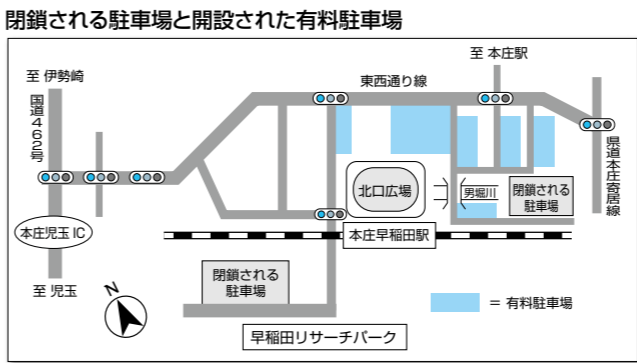 閉鎖される駐車場と開設された有料駐車場
至 本庄駅
至 伊勢崎
東西通り線
国道462号
県道本庄寄居線
北口広場
男堀川
閉鎖される
駐車場
本庄児玉 IC
本庄早稲田駅
閉鎖される
駐車場
至 児玉
N
= 有料駐車場
早稲田リサーチパーク